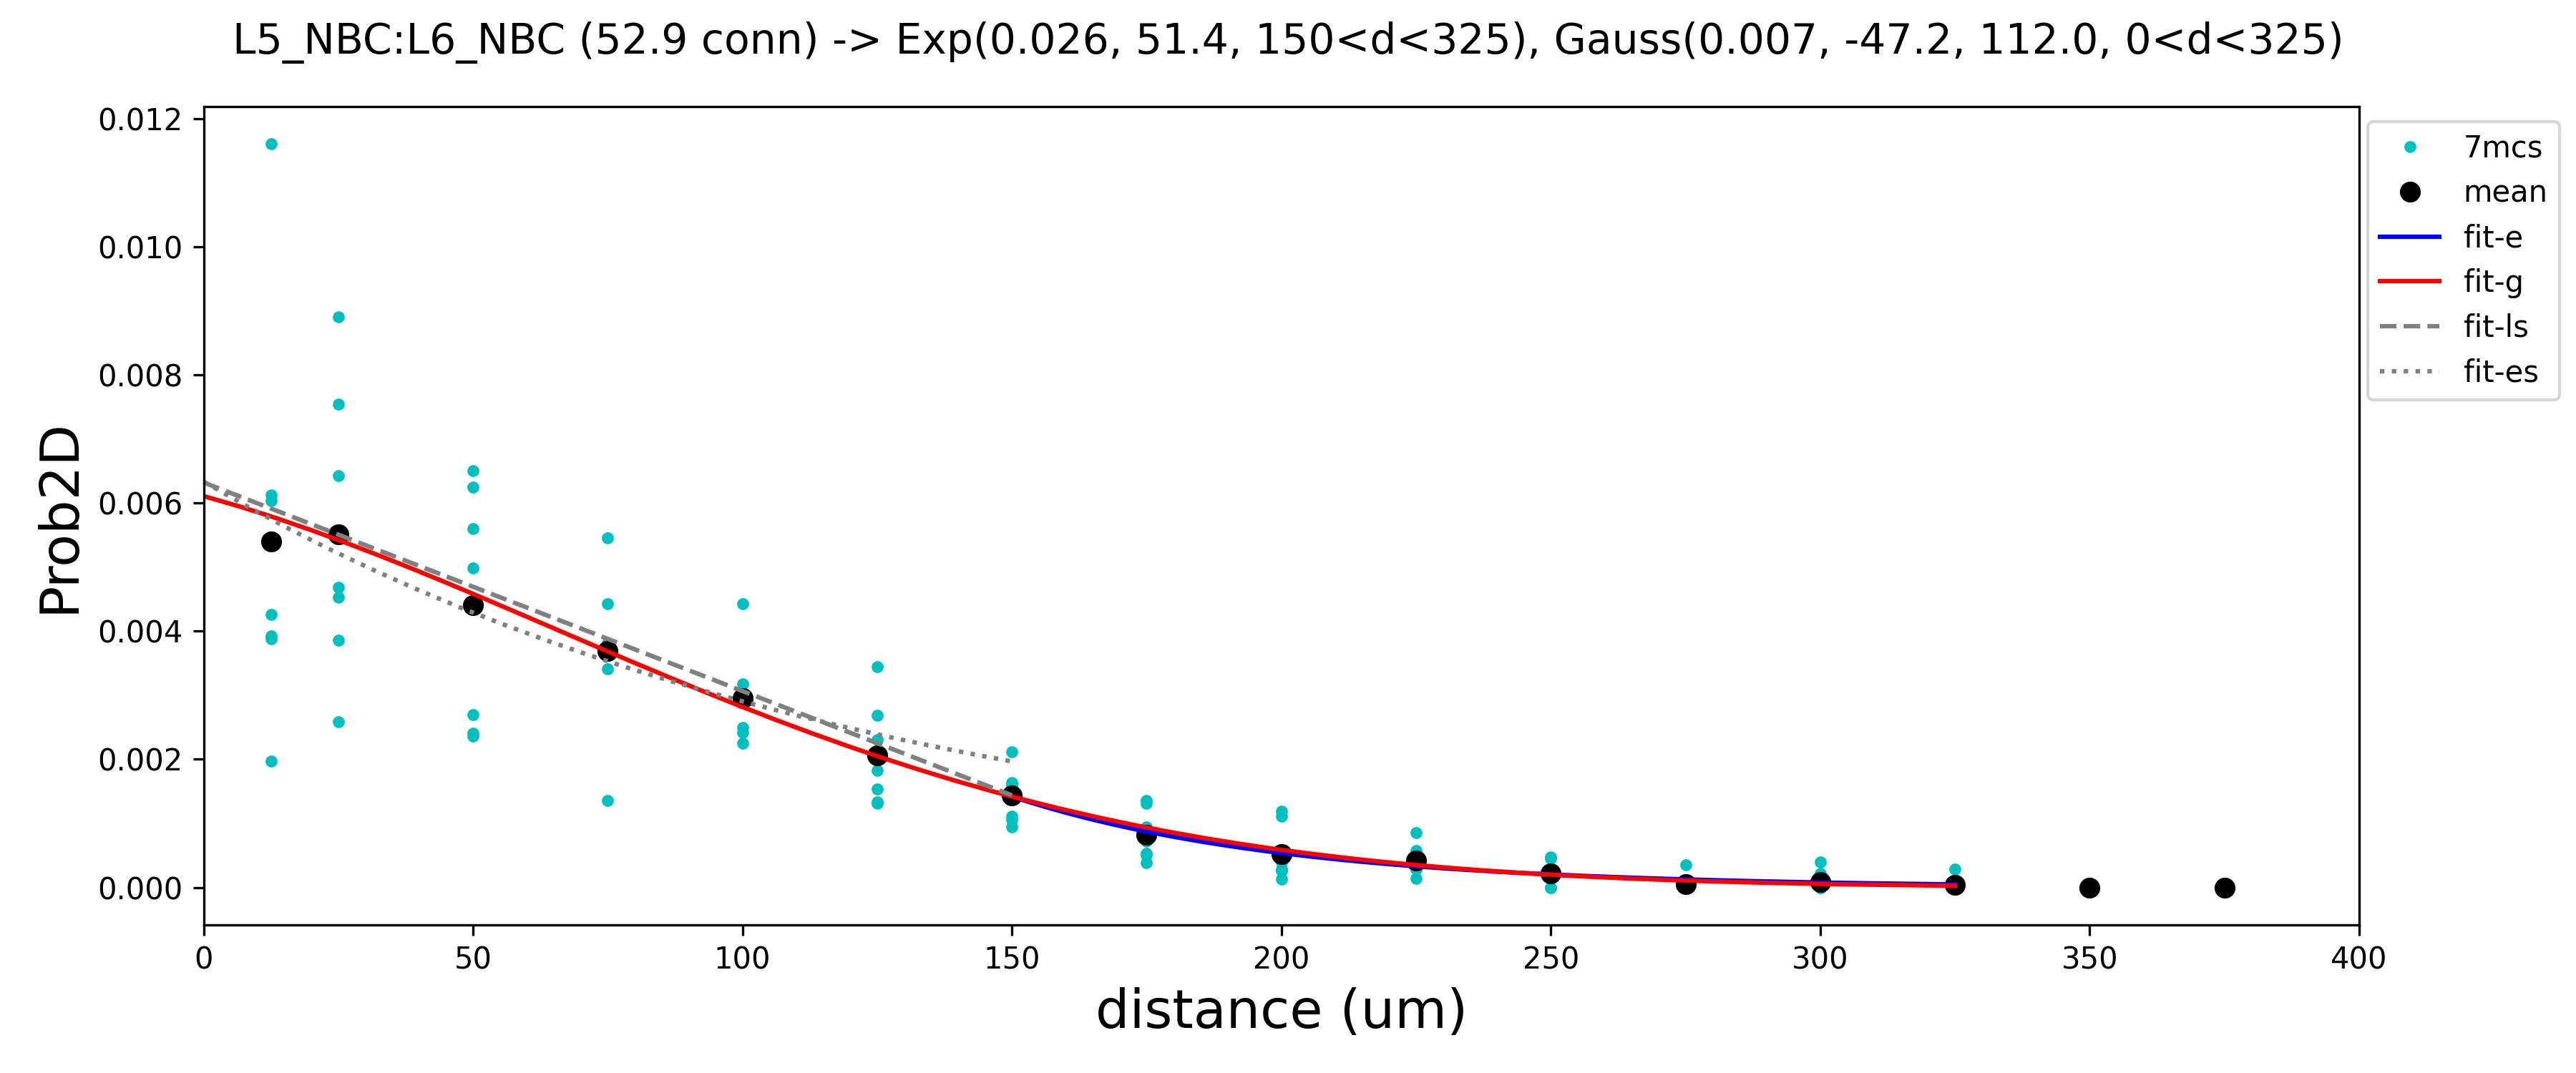 L5_NBC:L6_NBC (52.9 conn) -> Exp(0.026, 51.4, 150<d<325), Gauss(0.007, -47.2, 112.0, 0<d<325)
0.012
0.010
0.008
0.006
0.004
0.002
0.000
Prob2D
0 50 100 150 200 250 300 350 400
distance (um)
7mcs
mean
fit-e
fit-g
fit-ls
fit-es